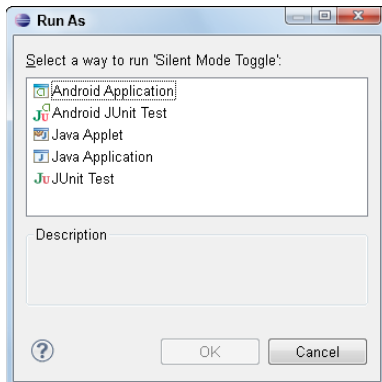 Run As
Select a way to run 'Silent Mode Toggle':
Android Application
Android JUnit Test
Java Applet
Java Application
JUnit Test
Description
OK
Cancel